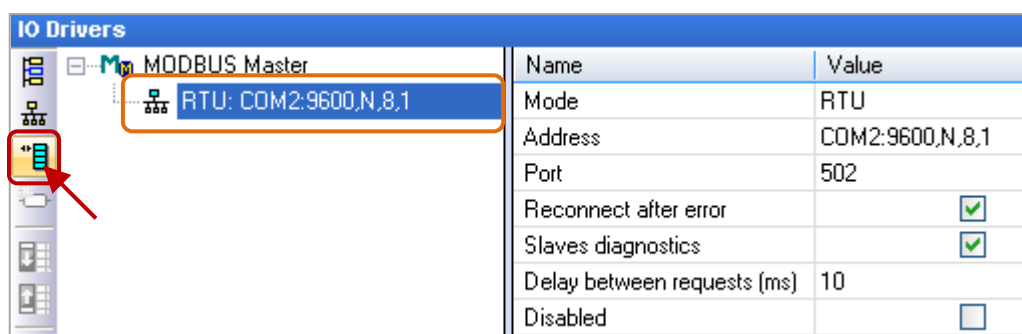 IO Drivers
MODBUS Master
RTU: COM2:9600,N,8,1
Name Value
Mode RTU
Address COM2:9600,N,8,1
Port 502
Reconnect after error
Slaves diagnostics
Delay between requests (ms) 10
Disabled